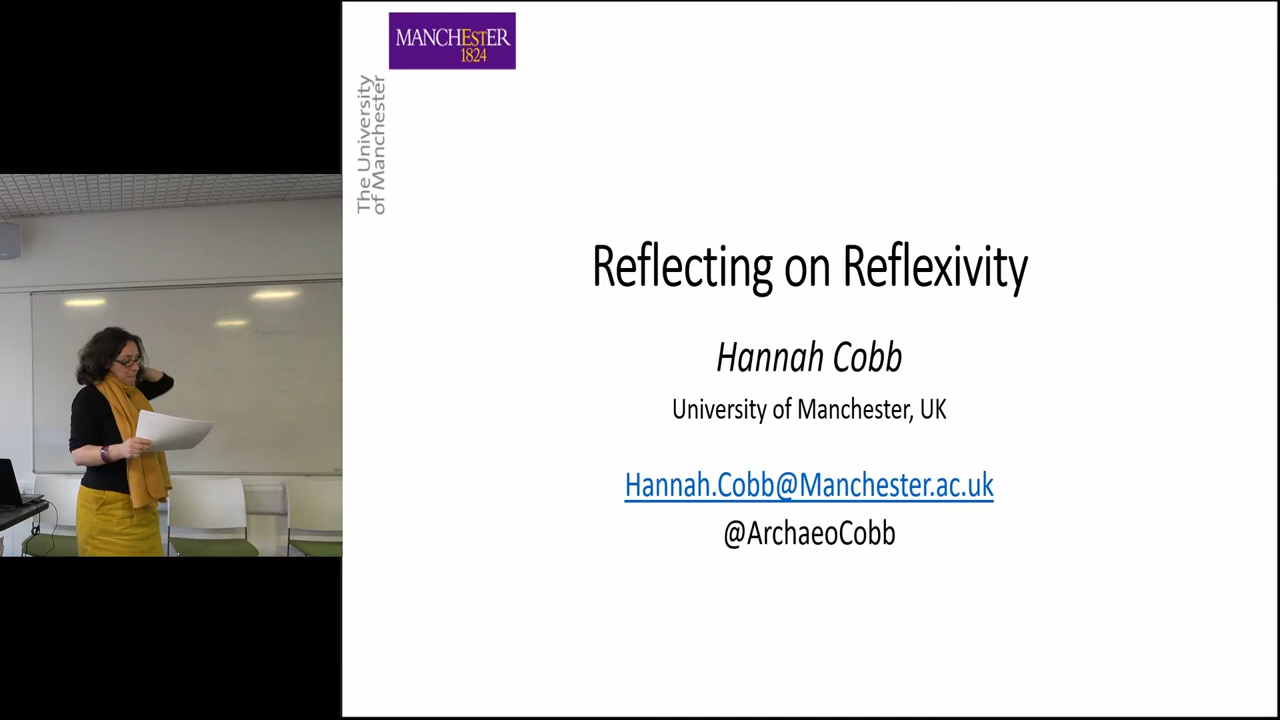 MANCHEsTER
1824
The University
of Manchester
Reflecting on Reflexivity
Hannah Cobb
University of Manchester, UK
Hannah.Cobb@Manchester.ac.uk
@ArchaeoCobb